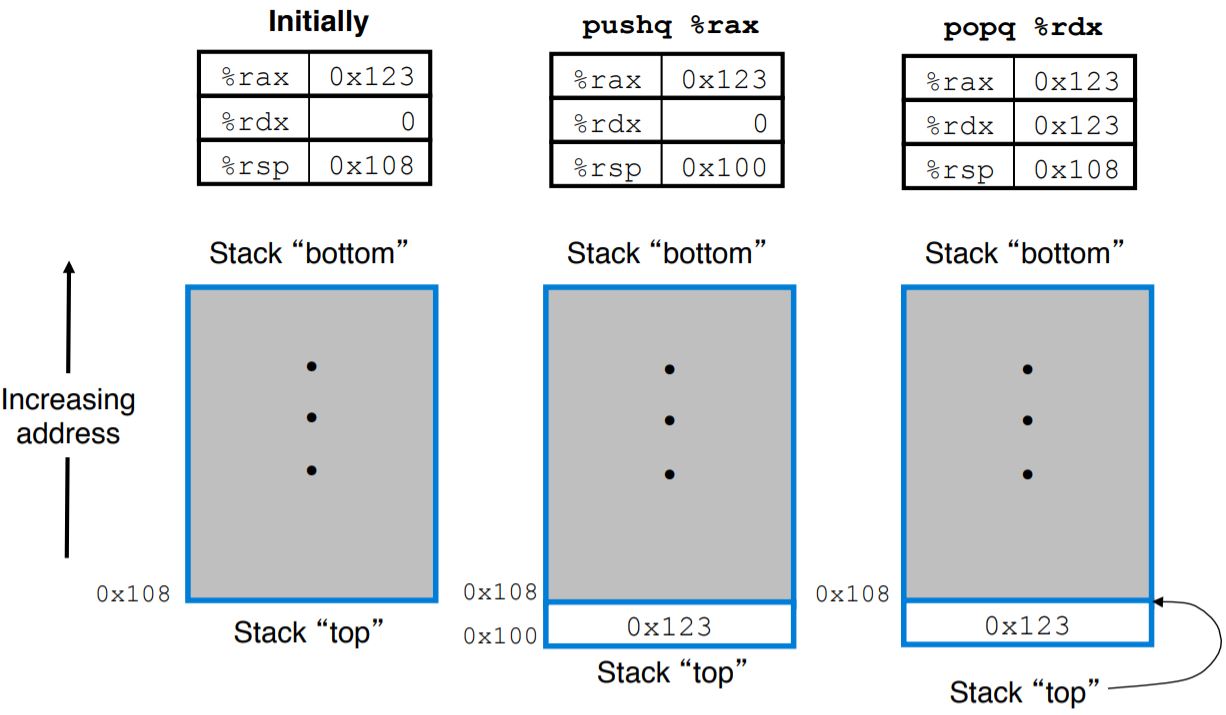 Initially
%rax 0x123
%rdx 0
%rsp 0x108
Stack “bottom”
Increasing
address
0x108
Stack “top”
pushq %rax
%rax 0x123
%rdx 0
%rsp 0x100
Stack “bottom”
0x108
0x100
0x123
Stack “top”
popq %rdx
%rax 0x123
%rdx 0x123
%rsp 0x108
Stack “bottom”
0x108
0x123
Stack “top”